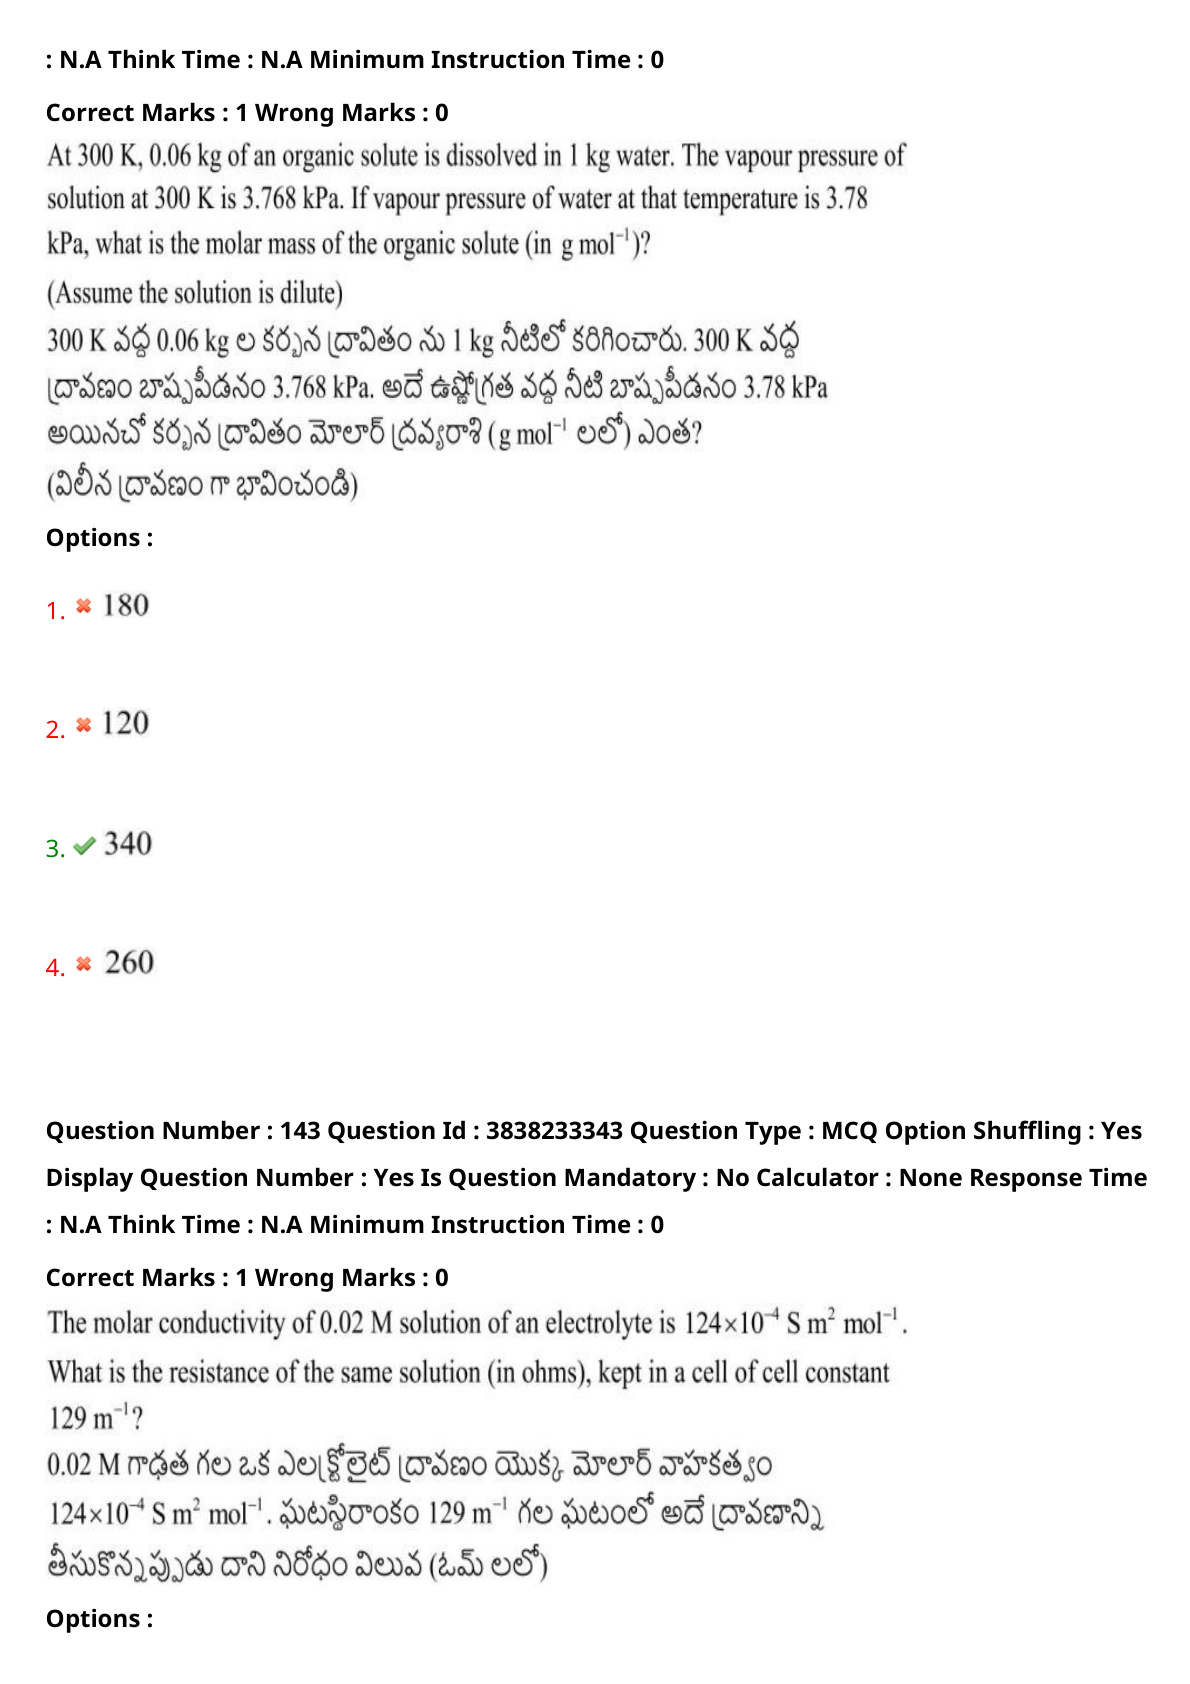 : N.A Think Time : N.A Minimum Instruction Time : 0
Correct Marks : 1 Wrong Marks : 0
At 300 K, 0.06 kg of an organic solute is dissolved in 1 kg water. The vapour pressure of
solution at 300 K is 3.768 kPa. If vapour pressure of water at that temperature is 3.78
kPa, what is the molar mass of the organic solute (in g mol⁻¹)?
(Assume the solution is dilute)
300 K వద్ద 0.06 kg ల కర్బన ద్రావితం ను 1 kg నీటిలో కరిగించారు. 300 K వద్ద
ద్రావణం బాష్పపీడనం 3.768 kPa. అదే ఉష్ణోగ్రత వద్ద నీటి బాష్పపీడనం 3.78 kPa
అయినచో కర్బన ద్రావితం మోలార్ ద్రవ్యరాశి (g mol⁻¹ లలో) ఎంత?
(విలీన ద్రావణం గా భావించండి)
Options :
1. ✖ 180
2. ✖ 120
3. ✔ 340
4. ✖ 260
Question Number : 143 Question Id : 3838233343 Question Type : MCQ Option Shuffling : Yes
Display Question Number : Yes Is Question Mandatory : No Calculator : None Response Time
: N.A Think Time : N.A Minimum Instruction Time : 0
Correct Marks : 1 Wrong Marks : 0
The molar conductivity of 0.02 M solution of an electrolyte is 124×10⁻⁴ S m² mol⁻¹.
What is the resistance of the same solution (in ohms), kept in a cell of cell constant
129 m⁻¹?
0.02 M గాఢత గల ఒక ఎలక్ట్రోలైట్ ద్రావణం యొక్క మోలార్ వాహకత్వం
124×10⁻⁴ S m² mol⁻¹. ఘటస్థిరాంకం 129 m⁻¹ గల ఘటంలో అదే ద్రావణాన్ని
తీసుకొన్నప్పుడు దాని నిరోధం విలువ (ఓమ్ లలో)
Options :